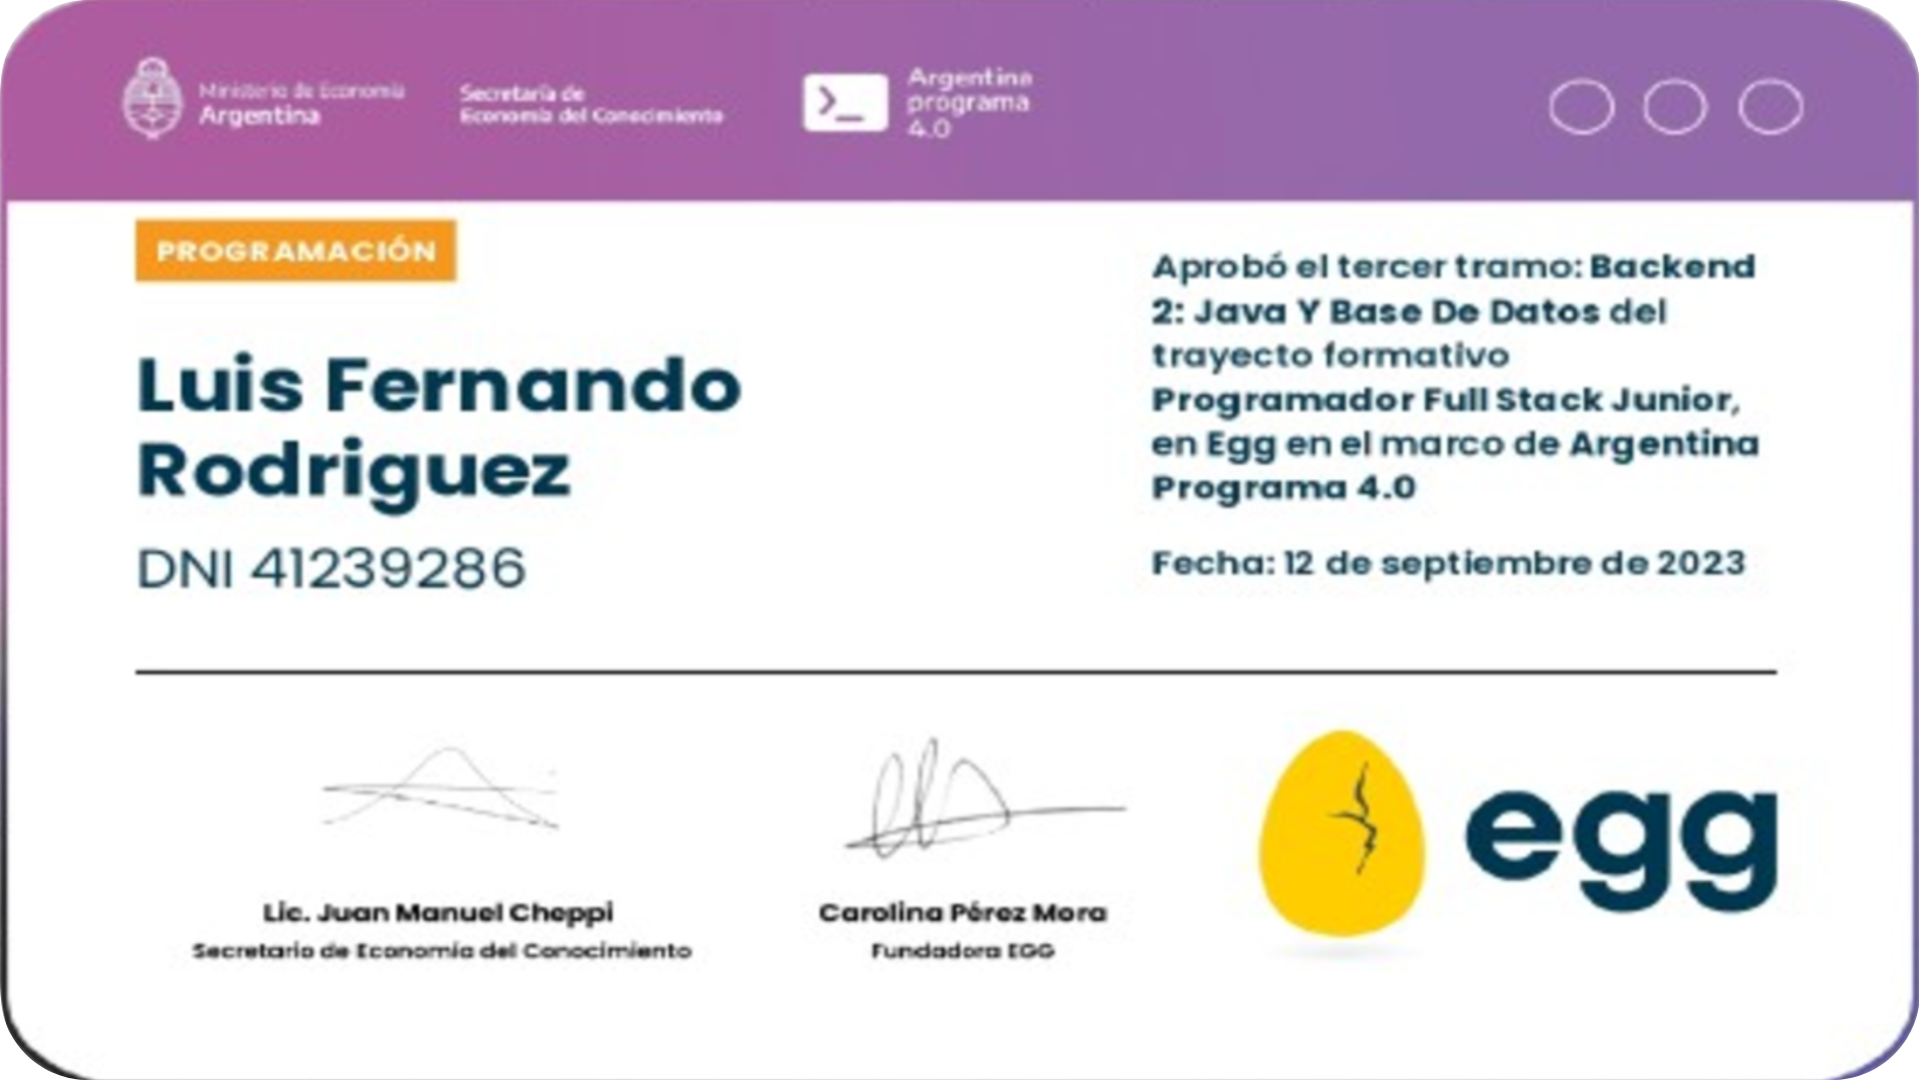 Ministerio de Economía
Argentina
Secretaría de
Economía del Conocimiento
Argentina
programa
4.0
PROGRAMACIÓN
Luis Fernando
Rodriguez
DNI 41239286
Aprobó el tercer tramo: Backend
2: Java Y Base De Datos del
trayecto formativo
Programador Full Stack Junior,
en Egg en el marco de Argentina
Programa 4.0
Fecha: 12 de septiembre de 2023
Lic. Juan Manuel Cheppi
Secretario de Economía del Conocimiento
Carolina Pérez Mora
Fundadora EGG
egg